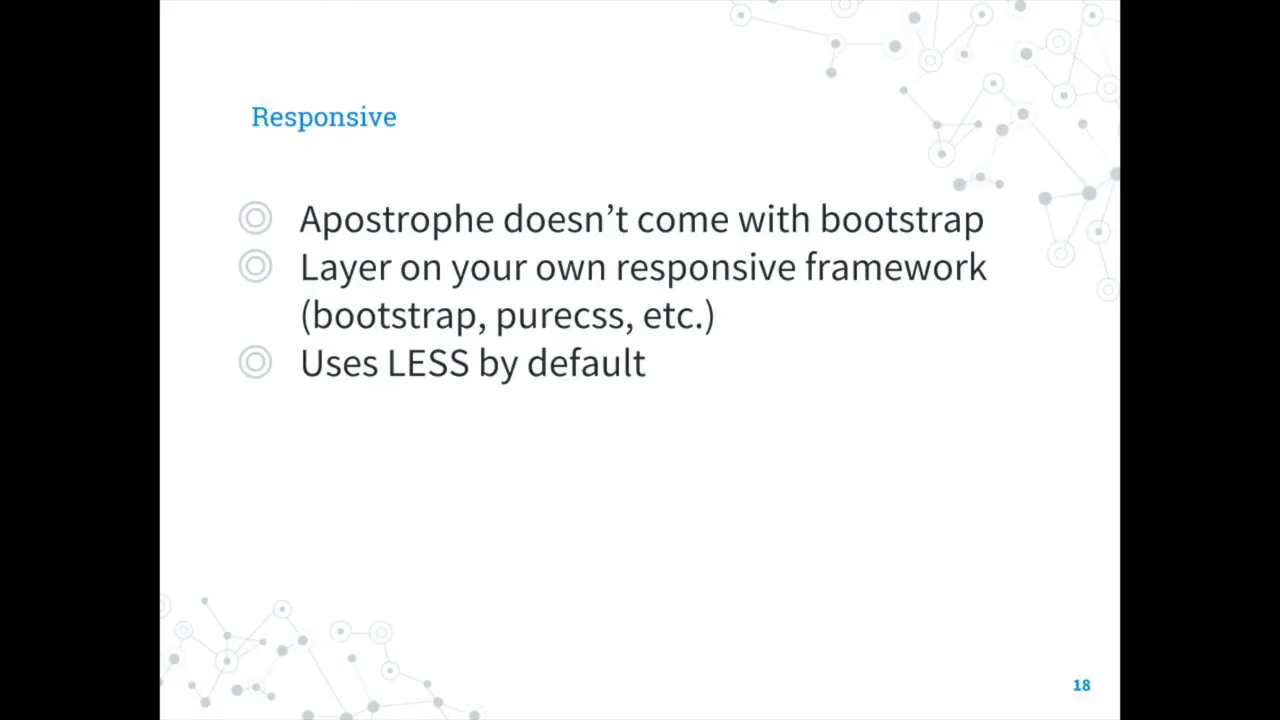 Responsive
Apostrophe doesn’t come with bootstrap
Layer on your own responsive framework
(bootstrap, purecss, etc.)
Uses LESS by default
18